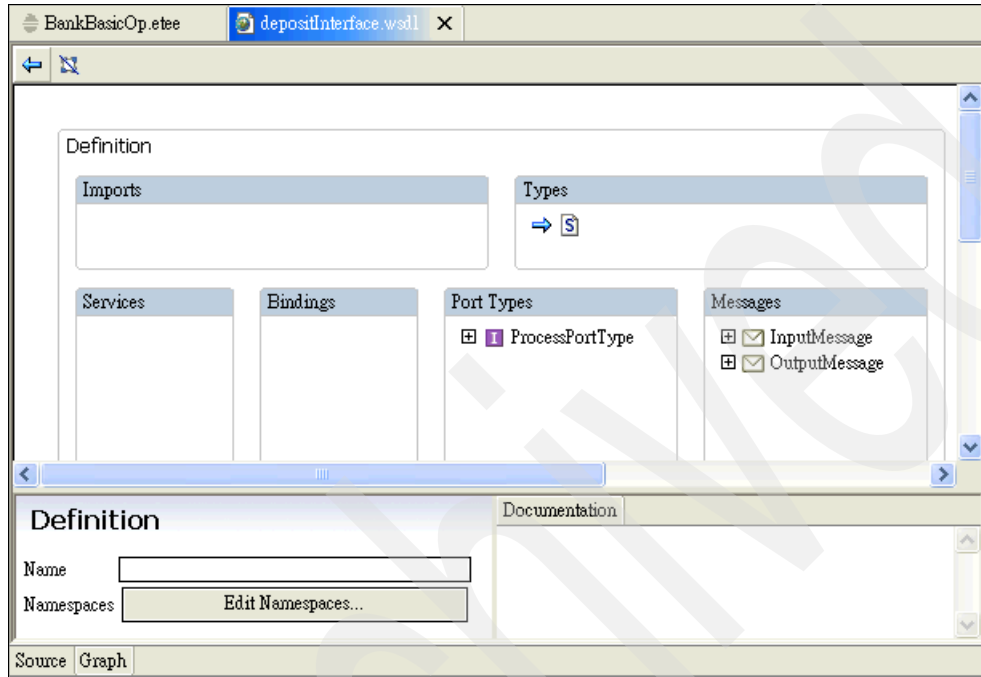 BankBasicOp.etee depositInterface.wsdl
Definition
Imports Types
S
Services Bindings Port Types Messages
I ProcessPortType InputMessage
OutputMessage
Definition Documentation
Name
Namespaces Edit Namespaces...
Source Graph